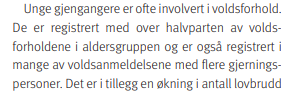 Unge gjengangere er ofte involvert i voldsforhold.
De er registrert med over halvparten av volds-
forholdene i aldersgruppen og er også registrert i
mange av voldsanmeldelsene med flere gjernings-
personer. Det er i tillegg en økning i antall lovbrudd